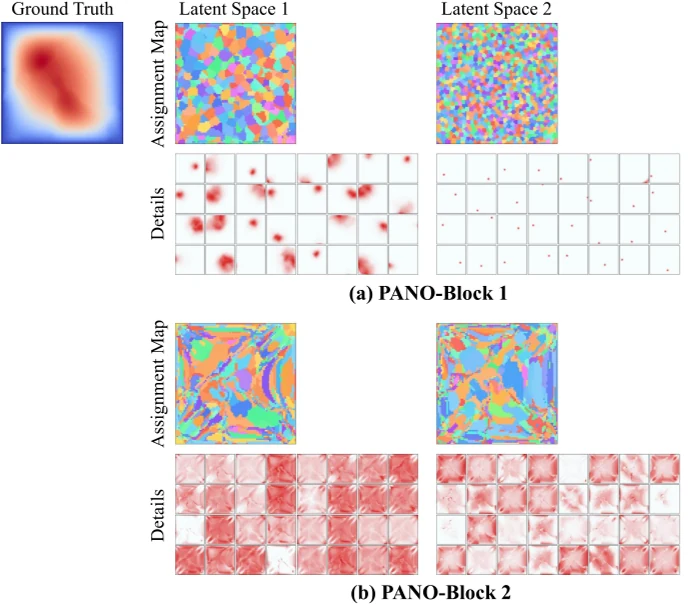 Ground Truth
Latent Space 1
Latent Space 2
Assignment Map
Details
(a) PANO-Block 1
Assignment Map
Details
(b) PANO-Block 2